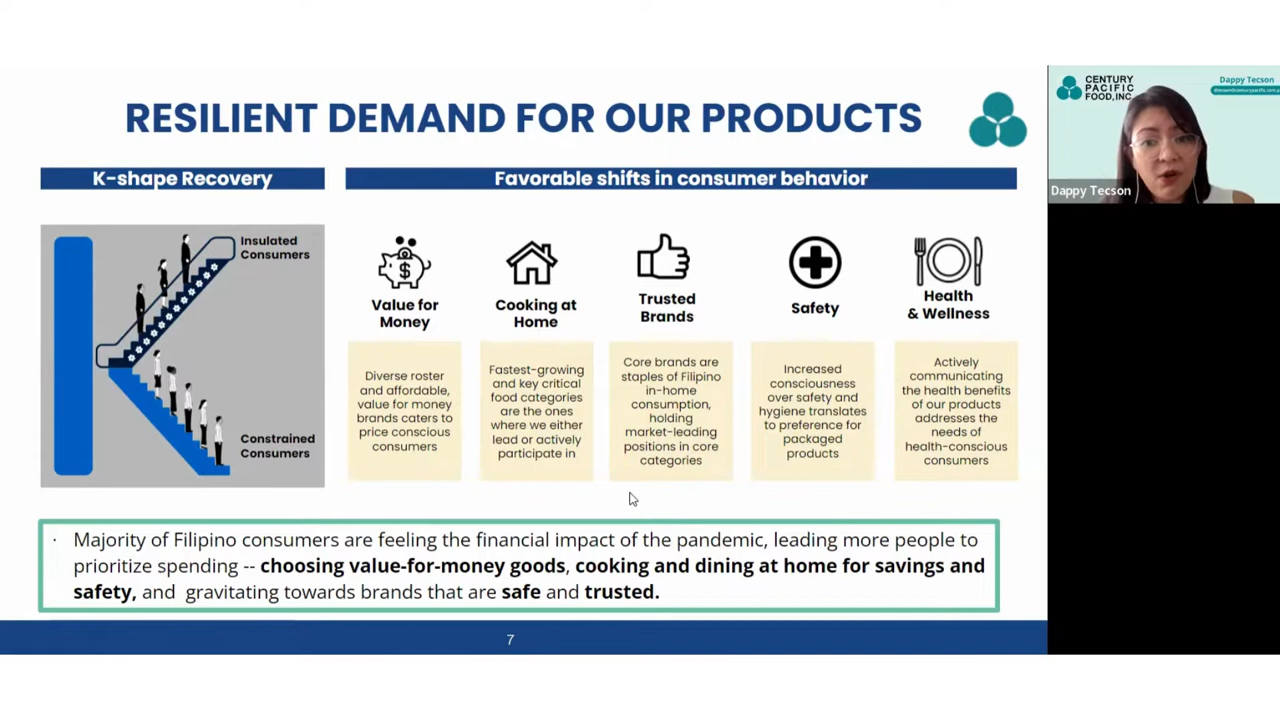 RESILIENT DEMAND FOR OUR PRODUCTS
K-shape Recovery
Favorable shifts in consumer behavior
Insulated
Consumers
Constrained
Consumers
Value for
Money
Diverse roster
and affordable,
value for money
brands caters to
price conscious
consumers
Cooking at
Home
Fastest-growing
and key critical
food categories
are the ones
where we either
lead or actively
participate in
Trusted
Brands
Core brands are
staples of Filipino
in-home
consumption,
holding
market-leading
positions in core
categories
Safety
Increased
consciousness
over safety and
hygiene translates
to preference for
packaged
products
Health
& Wellness
Actively
communicating
the health benefits
of our products
addresses the
needs of
health-conscious
consumers
· Majority of Filipino consumers are feeling the financial impact of the pandemic, leading more people to
prioritize spending -- choosing value-for-money goods, cooking and dining at home for savings and
safety, and gravitating towards brands that are safe and trusted.
7
CENTURY
PACIFIC
FOOD, INC.
Dappy Tecson
Dappy Tecson